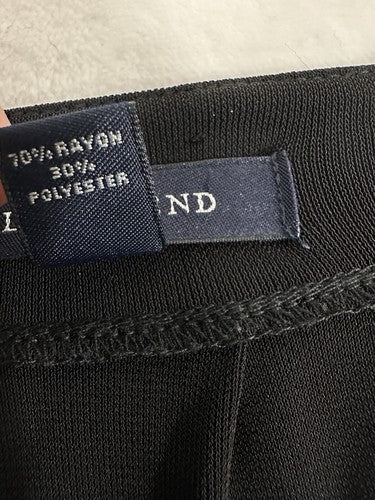 70% RAYON
30%
POLYESTER
L ND